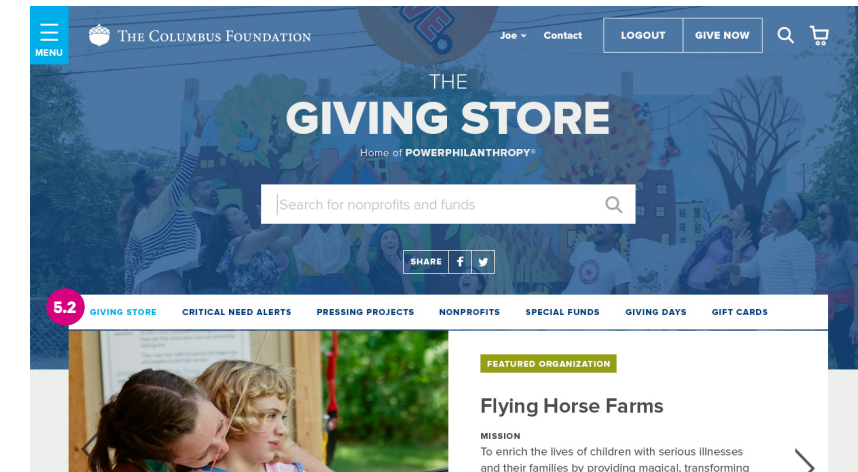 MENU
THE COLUMBUS FOUNDATION
Joe
Contact
LOGOUT
GIVE NOW
THE
GIVING STORE
Home of POWERPHILANTHROPY®
Search for nonprofits and funds
SHARE
5.2
GIVING STORE
CRITICAL NEED ALERTS
PRESSING PROJECTS
NONPROFITS
SPECIAL FUNDS
GIVING DAYS
GIFT CARDS
FEATURED ORGANIZATION
Flying Horse Farms
MISSION
To enrich the lives of children with serious illnesses
and their families by providing magical, transforming